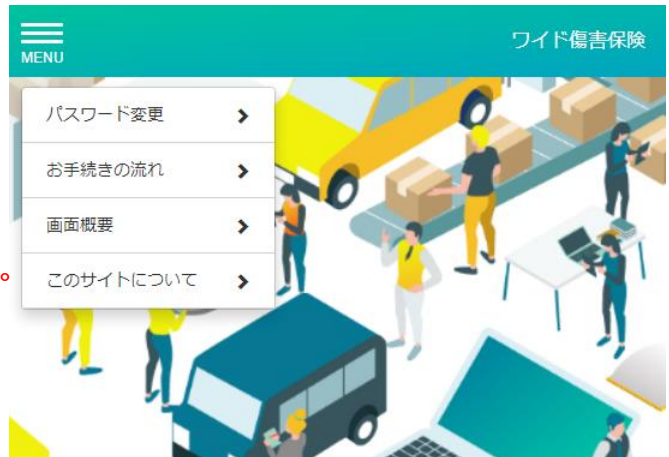 MENU
ワイド傷害保険
パスワード変更
お手続きの流れ
画面概要
このサイトについて
。